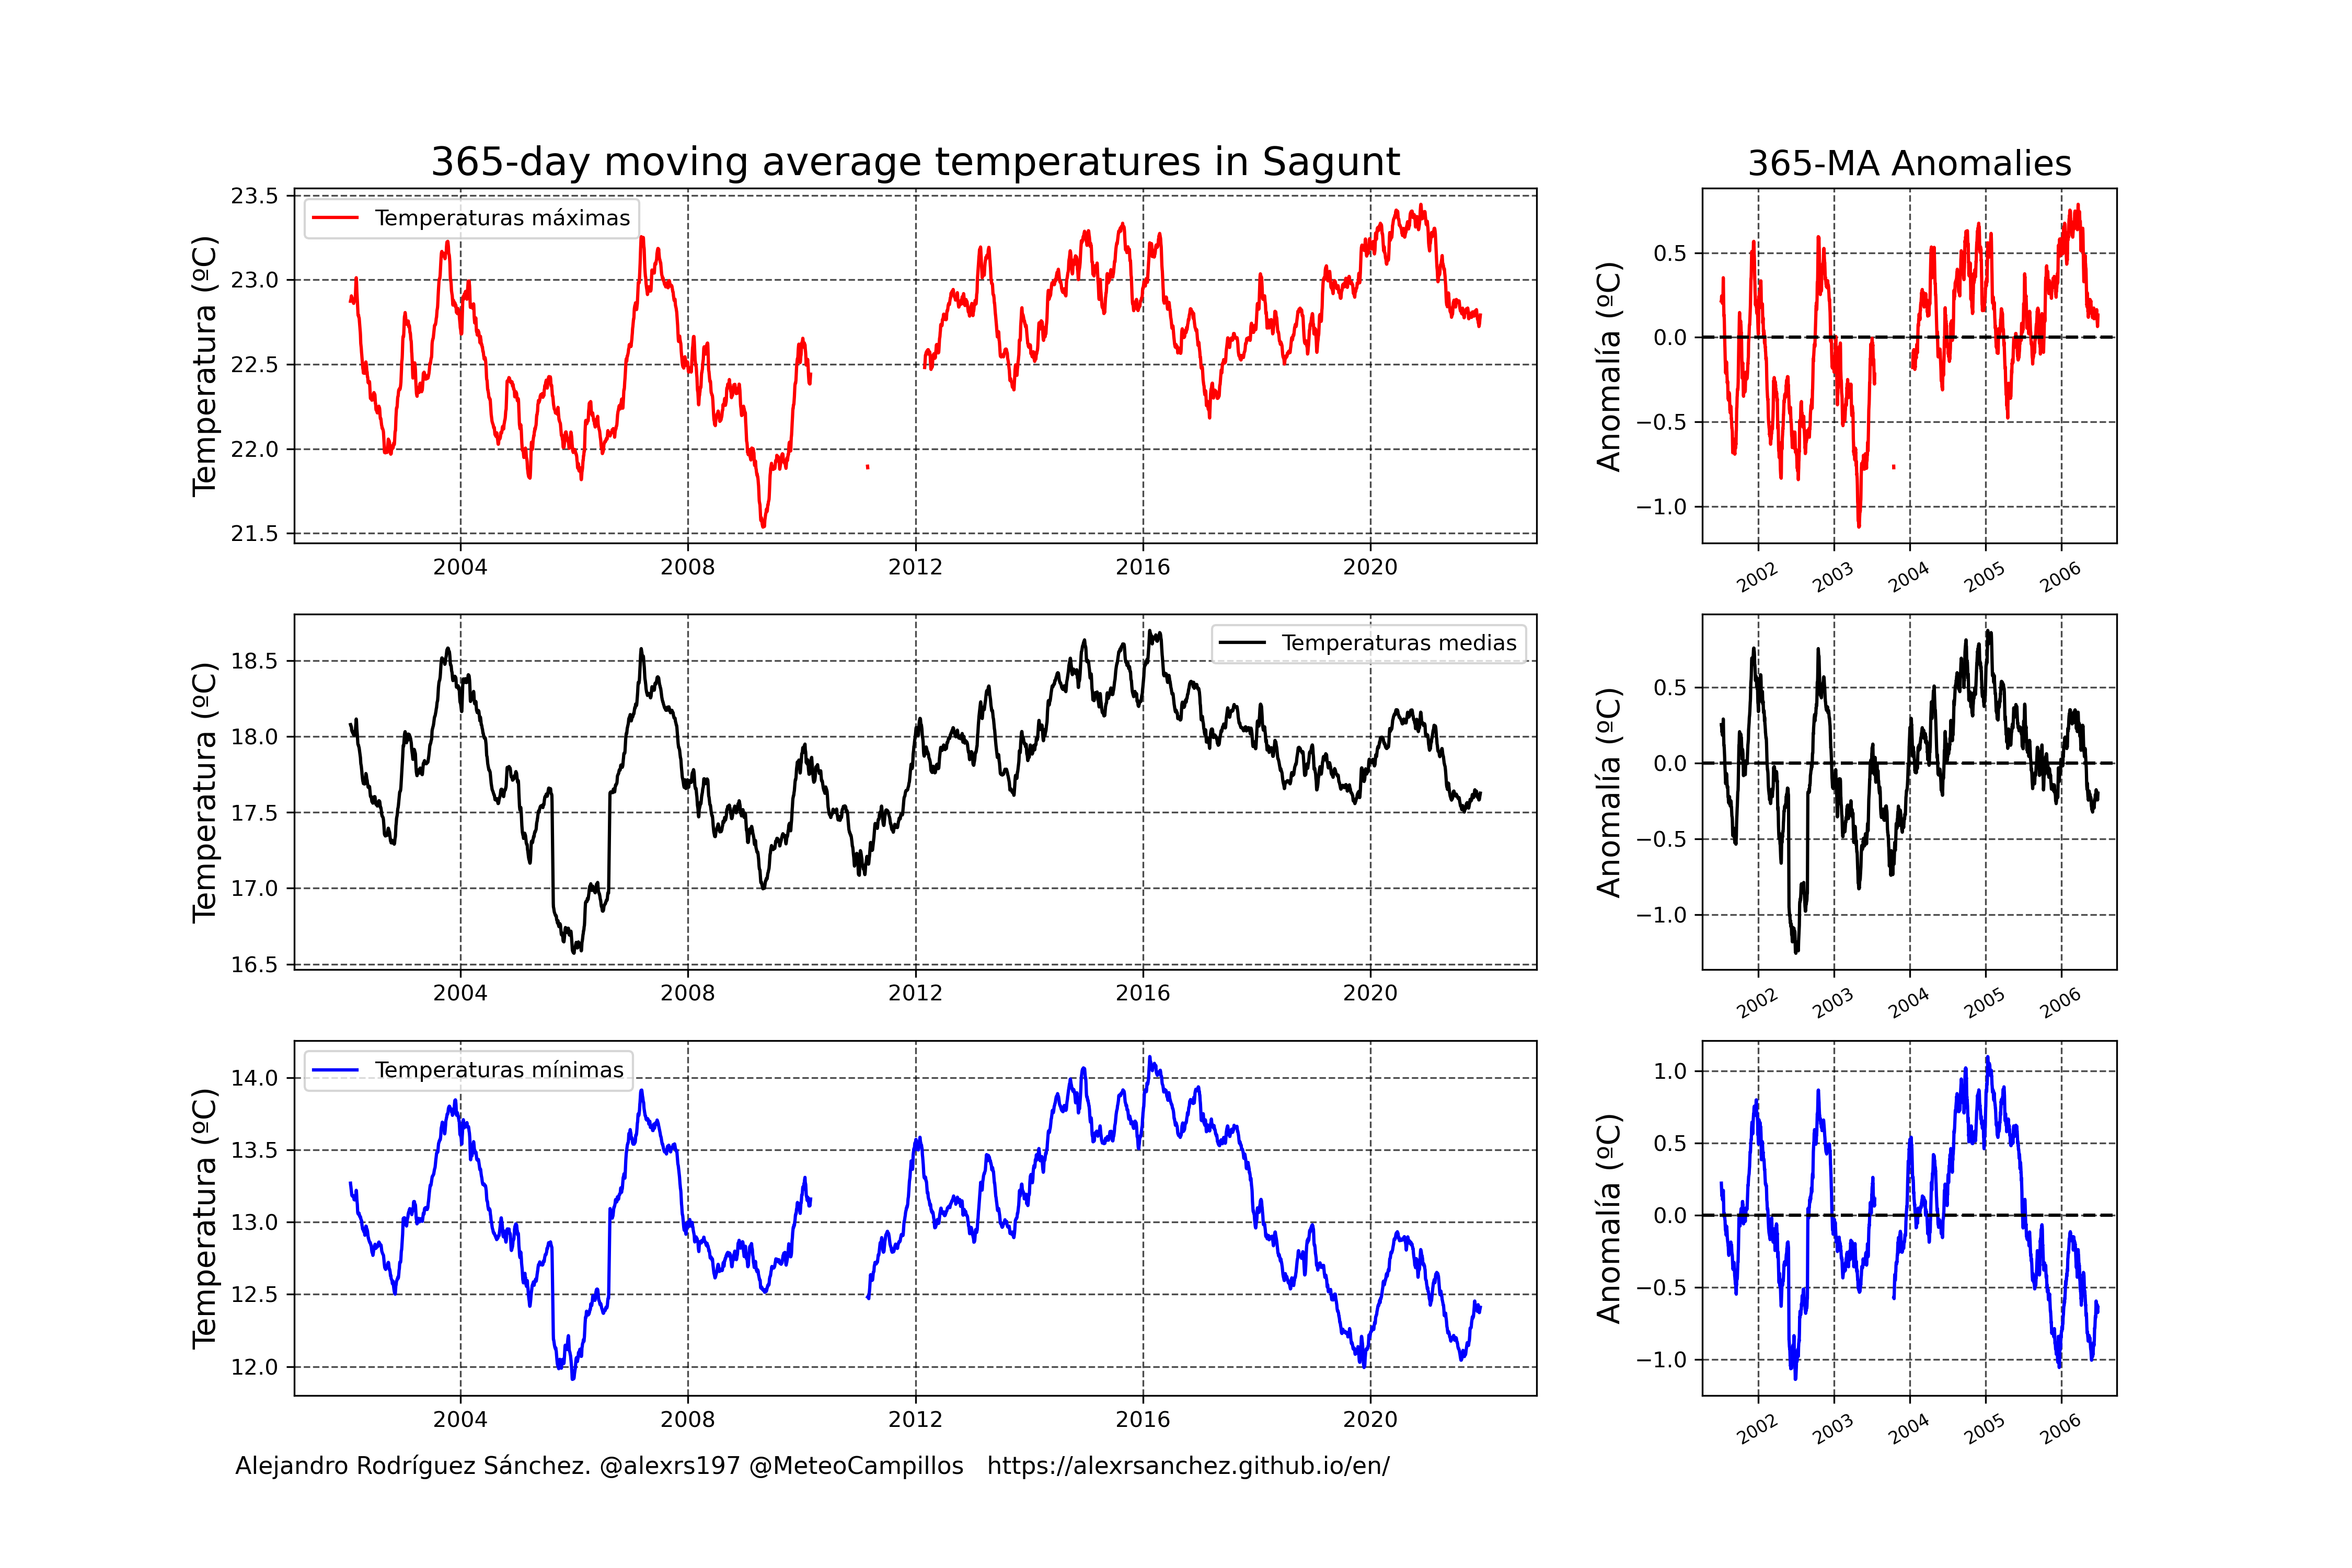 365-day moving average temperatures in Sagunt
365-MA Anomalies
Temperatura (ºC)
23.5
23.0
22.5
22.0
21.5
Temperaturas máximas
2004 2008 2012 2016 2020
Anomalía (ºC)
0.5
0.0
−0.5
−1.0
2002 2003 2004 2005 2006
Temperatura (ºC)
18.5
18.0
17.5
17.0
16.5
Temperaturas medias
2004 2008 2012 2016 2020
Anomalía (ºC)
0.5
0.0
−0.5
−1.0
2002 2003 2004 2005 2006
Temperatura (ºC)
14.0
13.5
13.0
12.5
12.0
Temperaturas mínimas
2004 2008 2012 2016 2020
Anomalía (ºC)
1.0
0.5
0.0
−0.5
−1.0
2002 2003 2004 2005 2006
Alejandro Rodríguez Sánchez. @alexrs197 @MeteoCampillos https://alexrsanchez.github.io/en/